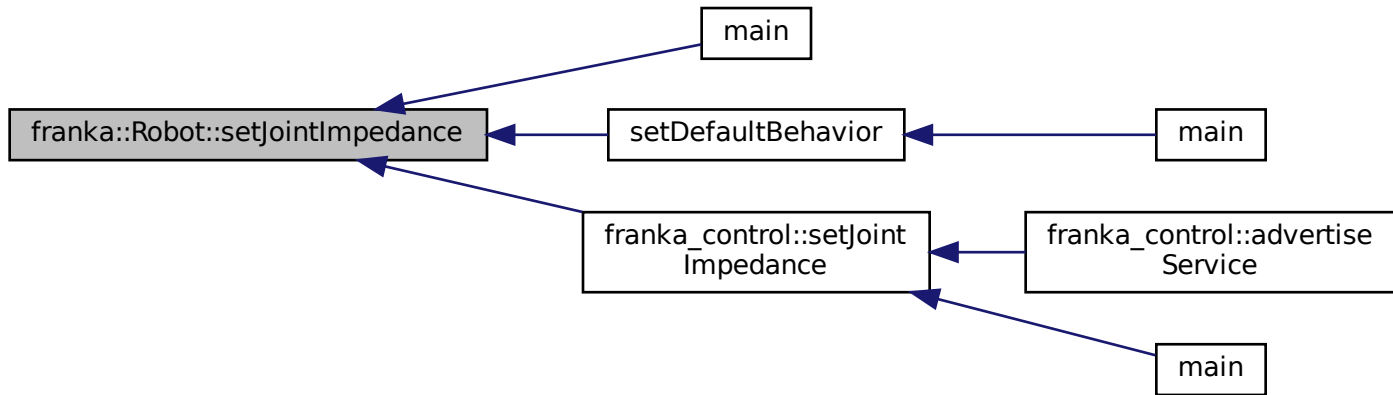 main
franka::Robot::setJointImpedance
setDefaultBehavior
main
franka_control::setJoint
Impedance
franka_control::advertise
Service
main